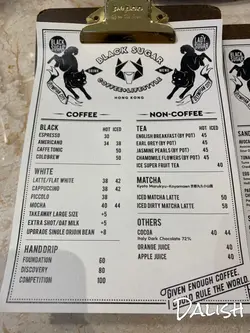 BLACK SUGAR
COFFEE & LIFESTYLE
HONG KONG
COFFEE
BLACK HOT ICED
ESPRESSO 30
AMERICANO 34 38
CAFFE TONIC 50
COLDBREW 50
WHITE
LATTE/FLAT WHITE 38 42
CAPPUCCINO 38 42
PICCOLO 38
MOCHA 40 44
TAKEAWAY LARGE SIZE +5
EXTRA SHOT/OAT MILK +5
UPGRADE SINGLE ORIGIN BEAN +8
HANDDRIP
FOUNDATION 60
DISCOVERY 80
COMPETITION 100
NON-COFFEE
TEA HOT ICED
ENGLISH BREAKFAST (BY POT) 45
EARL GREY (BY POT) 45
JASMINE PEARLS (BY POT) 45
CHAMOMILE FLOWERS (BY POT) 45
ICE SUPER FRUIT TEA 40
MATCHA
ICED MATCHA LATTE 50
ICED DIRTY MATCHA LATTE 50
OTHERS
COCOA 40 44
Italy Dark Chocolate 72%
ORANGE JUICE 40
APPLE JUICE 40
GIVEN ENOUGH COFFEE
I COULD RULE THE WORLD
Dalish